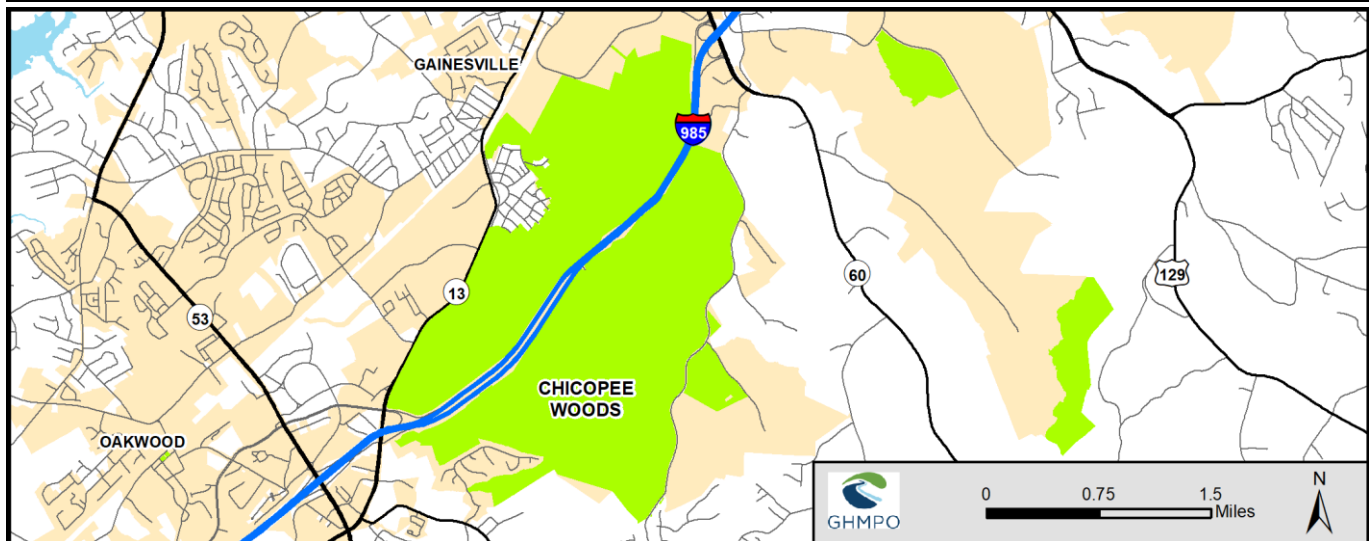 GAINESVILLE
985
13
60
129
53
CHICOPEE
WOODS
OAKWOOD
GHMPO
0 0.75 1.5
Miles
N